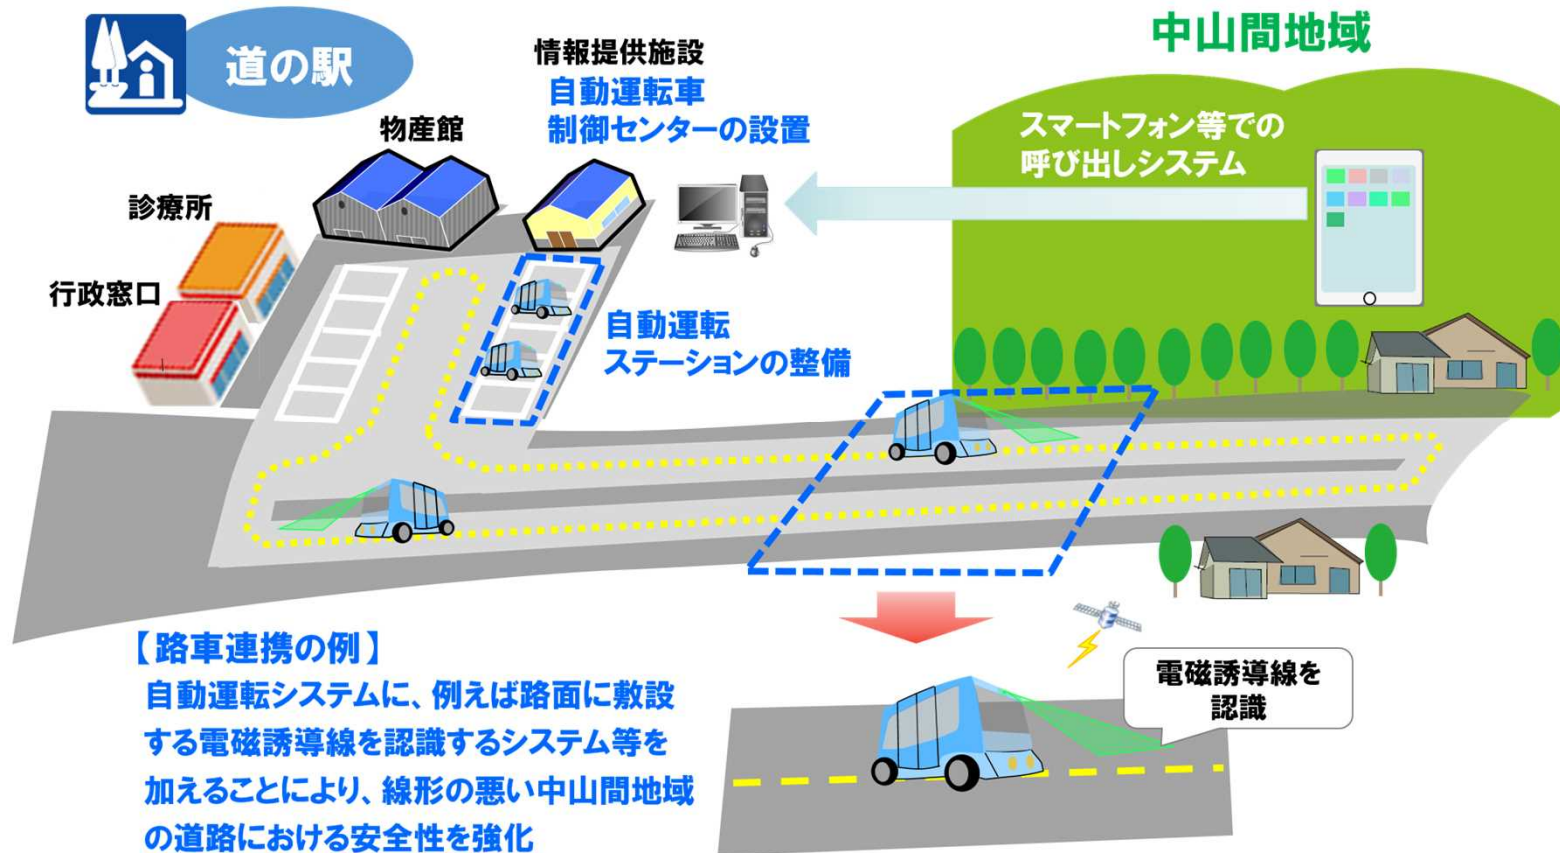 道の駅
情報提供施設
自動運転車
制御センターの設置
中山間地域
スマートフォン等での
呼び出しシステム
物産館
診療所
行政窓口
自動運転
ステーションの整備
【路車連携の例】
自動運転システムに、例えば路面に敷設
する電磁誘導線を認識するシステム等を
加えることにより、線形の悪い中山間地域
の道路における安全性を強化
電磁誘導線を
認識